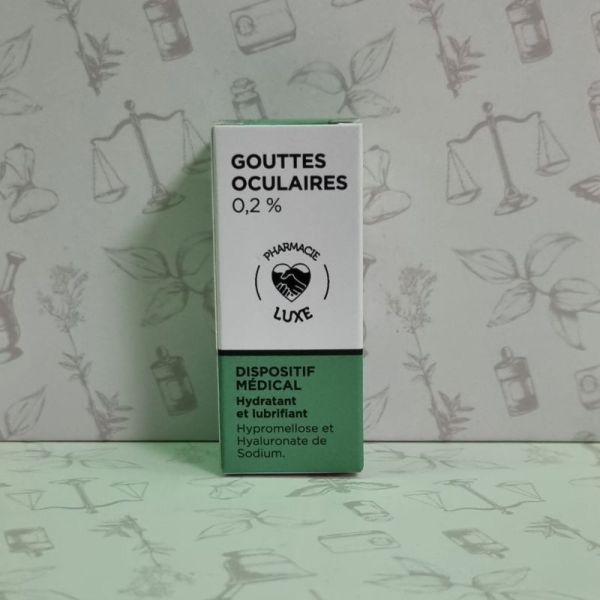 GOUTTES
OCULAIRES
0,2 %
PHARMACIE
LUXE
DISPOSITIF
MÉDICAL
Hydratant
et lubrifiant
Hypromellose et
Hyaluronate de
Sodium.